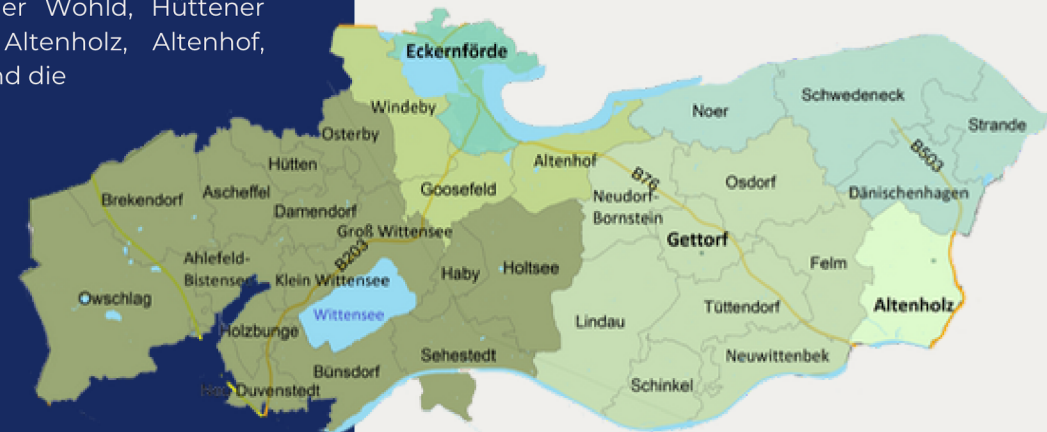 er Wohld, Hüttener
Altenholz, Altenhof,
nd die
Eckernförde
Schwedeneck
Windeby
Noer
Strande
Osterby
B503
Hütten
Altenhof
B76
Osdorf
Brekendorf
Ascheffel
Goosefeld
Neudorf-
Bornstein
Dänischenhagen
Damendorf
Groß Wittensee
Gettorf
B203
Ahlefeld-
Bistensee
Klein Wittensee
Haby
Holtsee
Felm
Owschlag
Wittensee
Tüttendorf
Altenholz
Holzbunge
Lindau
Sehestedt
Neuwittenbek
Bünsdorf
Schinkel
Duvenstedt